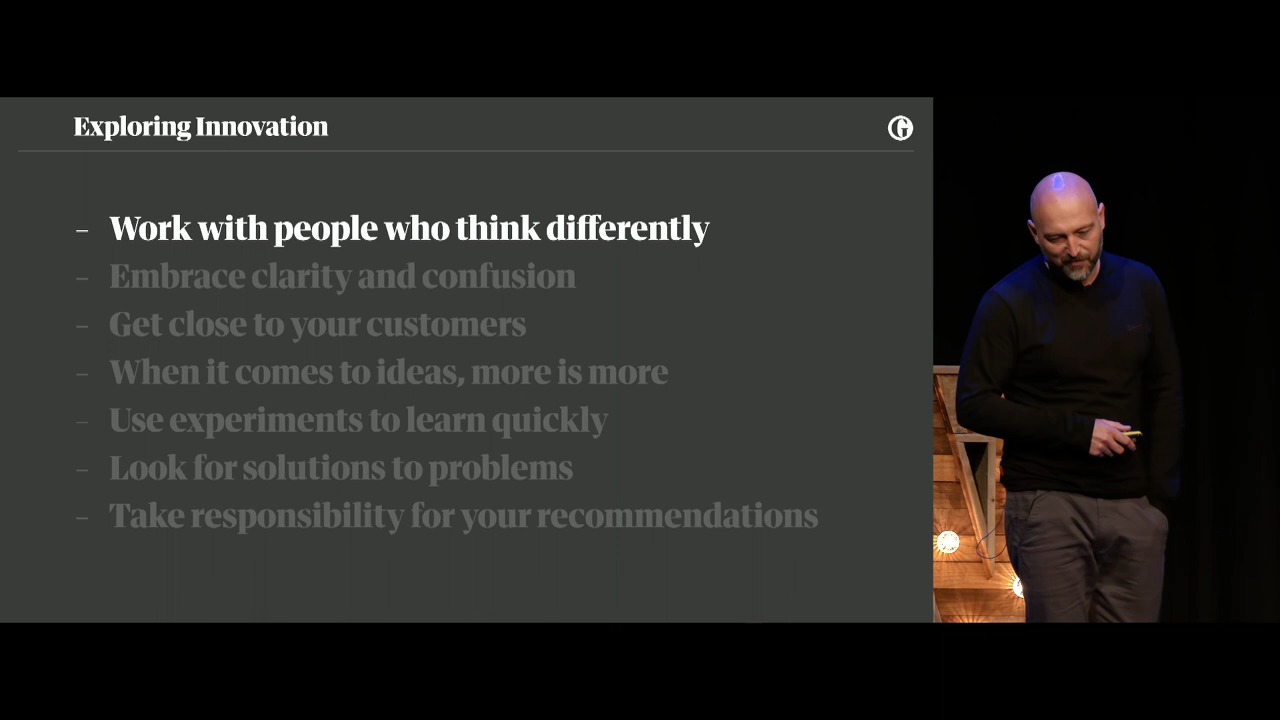 Exploring Innovation
– Work with people who think differently
– Embrace clarity and confusion
– Get close to your customers
– When it comes to ideas, more is more
– Use experiments to learn quickly
– Look for solutions to problems
– Take responsibility for your recommendations